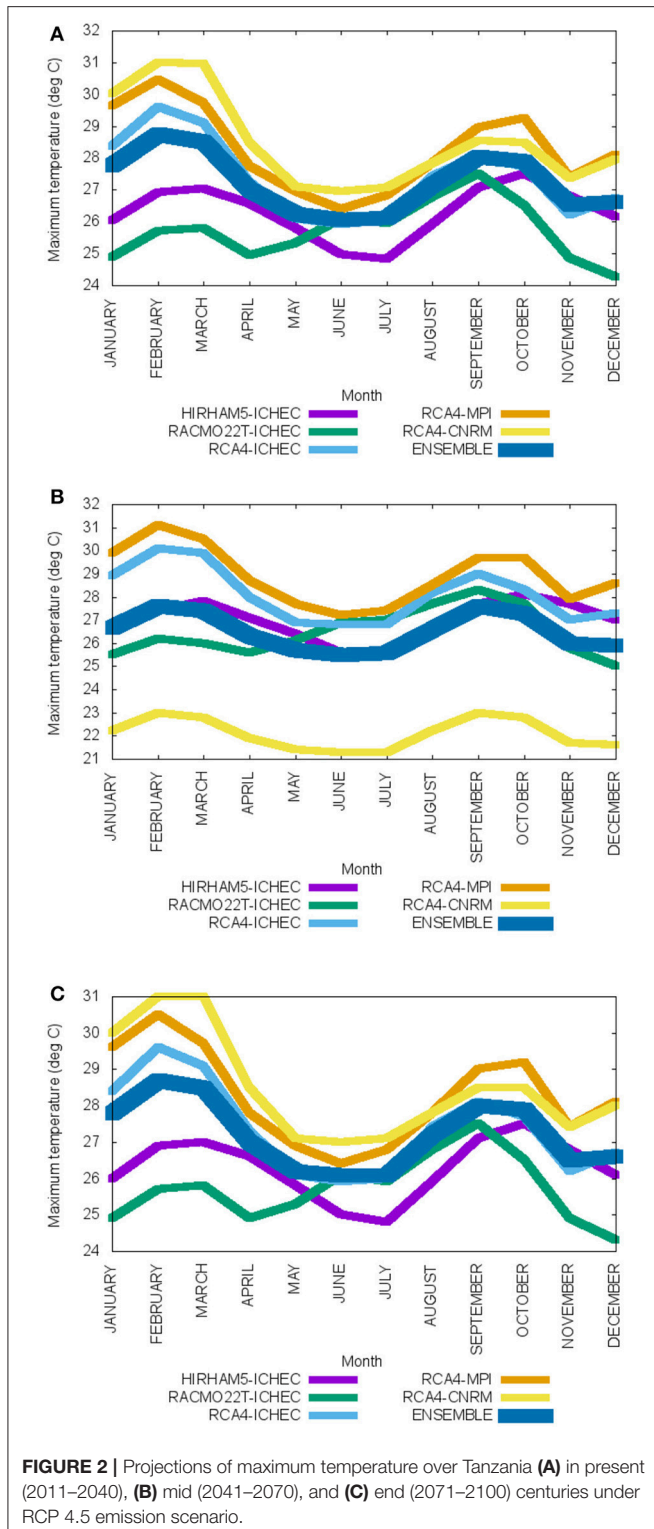 A
Maximum temperature (deg C)
32
31
30
29
28
27
26
25
24
JANUARY
FEBRUARY
MARCH
APRIL
MAY
JUNE
JULY
AUGUST
SEPTEMBER
OCTOBER
NOVEMBER
DECEMBER
Month
HIRHAM5-ICHEC
RACMO22T-ICHEC
RCA4-ICHEC
RCA4-MPI
RCA4-CNRM
ENSEMBLE
B
Maximum temperature (deg C)
32
31
30
29
28
27
26
25
24
23
22
21
JANUARY
FEBRUARY
MARCH
APRIL
MAY
JUNE
JULY
AUGUST
SEPTEMBER
OCTOBER
NOVEMBER
DECEMBER
Month
HIRHAM5-ICHEC
RACMO22T-ICHEC
RCA4-ICHEC
RCA4-MPI
RCA4-CNRM
ENSEMBLE
C
Maximum temperature (deg C)
31
30
29
28
27
26
25
24
JANUARY
FEBRUARY
MARCH
APRIL
MAY
JUNE
JULY
AUGUST
SEPTEMBER
OCTOBER
NOVEMBER
DECEMBER
Month
HIRHAM5-ICHEC
RACMO22T-ICHEC
RCA4-ICHEC
RCA4-MPI
RCA4-CNRM
ENSEMBLE
FIGURE 2 | Projections of maximum temperature over Tanzania (A) in present
(2011–2040), (B) mid (2041–2070), and (C) end (2071–2100) centuries under
RCP 4.5 emission scenario.